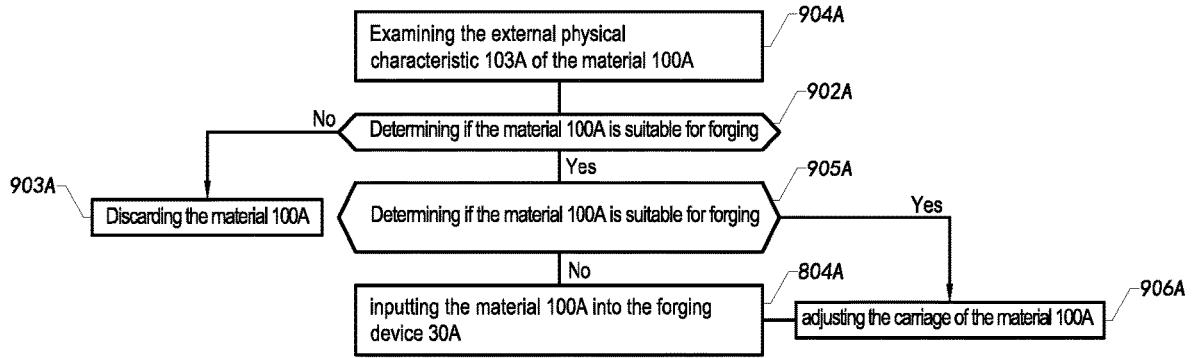 904A
Examining the external physical
characteristic 103A of the material 100A
902A
No
Determining if the material 100A is suitable for forging
Yes
905A
903A
Discarding the material 100A
Determining if the material 100A is suitable for forging
Yes
No
804A
inputting the material 100A into the forging
device 30A
906A
adjusting the carriage of the material 100A